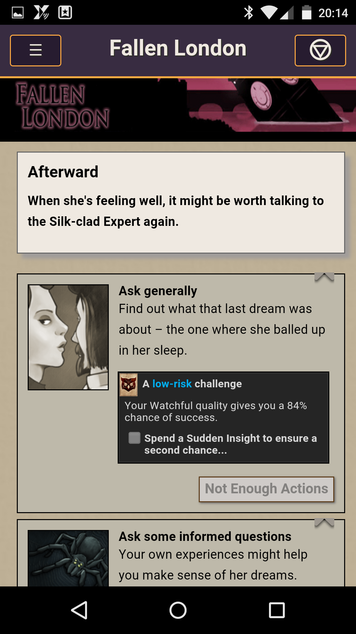 20:14
Fallen London
FALLEN
LONDON
Afterward
When she's feeling well, it might be worth talking to
the Silk-clad Expert again.
Ask generally
Find out what that last dream was
about – the one where she balled up
in her sleep.
A low-risk challenge
Your Watchful quality gives you a 84%
chance of success.
Spend a Sudden Insight to ensure a
second chance...
Not Enough Actions
Ask some informed questions
Your own experiences might help
you make sense of her dreams.